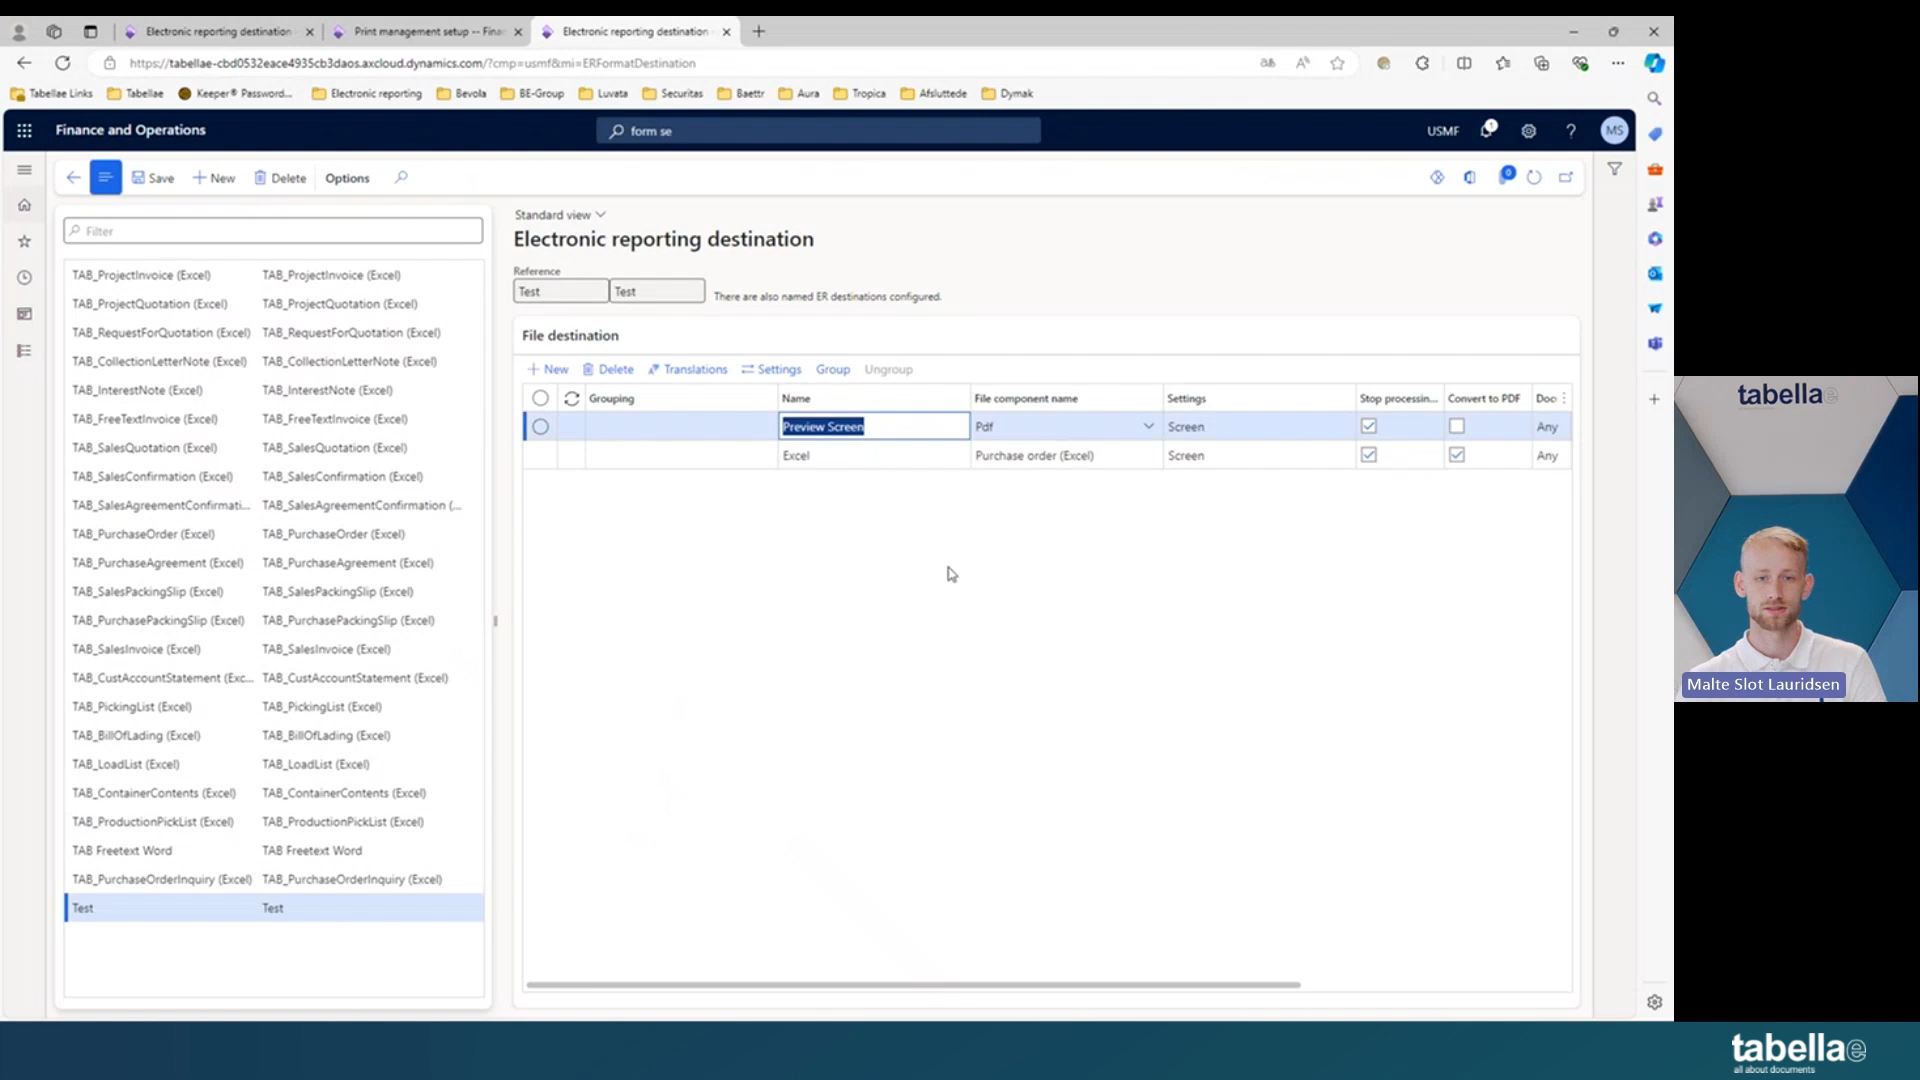 Electronic reporting destination
Print management setup -- Fina
Electronic reporting destination
https://tabellae-cbd0532eace4935cb3daos.axcloud.dynamics.com/?cmp=usmf&mi=ERFormatDestination
Tabellae Links
Tabellae
Keeper® Password...
Electronic reporting
Bevola
BE-Group
Luvata
Securitas
Baettr
Aura
Tropica
Afsluttede
Dymak
Finance and Operations
form se
USMF
1
?
MS
Save
New
Delete
Options
0
Filter
TAB_ProjectInvoice (Excel) TAB_ProjectInvoice (Excel)
TAB_ProjectQuotation (Excel) TAB_ProjectQuotation (Excel)
TAB_RequestForQuotation (Excel) TAB_RequestForQuotation (Excel)
TAB_CollectionLetterNote (Excel) TAB_CollectionLetterNote (Excel)
TAB_InterestNote (Excel) TAB_InterestNote (Excel)
TAB_FreeTextInvoice (Excel) TAB_FreeTextInvoice (Excel)
TAB_SalesQuotation (Excel) TAB_SalesQuotation (Excel)
TAB_SalesConfirmation (Excel) TAB_SalesConfirmation (Excel)
TAB_SalesAgreementConfirmati... TAB_SalesAgreementConfirmation (...
TAB_PurchaseOrder (Excel) TAB_PurchaseOrder (Excel)
TAB_PurchaseAgreement (Excel) TAB_PurchaseAgreement (Excel)
TAB_SalesPackingSlip (Excel) TAB_SalesPackingSlip (Excel)
TAB_PurchasePackingSlip (Excel) TAB_PurchasePackingSlip (Excel)
TAB_SalesInvoice (Excel) TAB_SalesInvoice (Excel)
TAB_CustAccountStatement (Exc... TAB_CustAccountStatement (Excel)
TAB_PickingList (Excel) TAB_PickingList (Excel)
TAB_BillOfLading (Excel) TAB_BillOfLading (Excel)
TAB_LoadList (Excel) TAB_LoadList (Excel)
TAB_ContainerContents (Excel) TAB_ContainerContents (Excel)
TAB_ProductionPickList (Excel) TAB_ProductionPickList (Excel)
TAB Freetext Word TAB Freetext Word
TAB_PurchaseOrderInquiry (Excel) TAB_PurchaseOrderInquiry (Excel)
Test Test
Standard view
Electronic reporting destination
Reference
Test Test There are also named ER destinations configured.
File destination
New Delete Translations Settings Group Ungroup
Grouping Name File component name Settings Stop processin... Convert to PDF Doc
Preview Screen Pdf Screen Any
Excel Purchase order (Excel) Screen Any
tabellae
Malte Slot Lauridsen
tabellae
all about documents